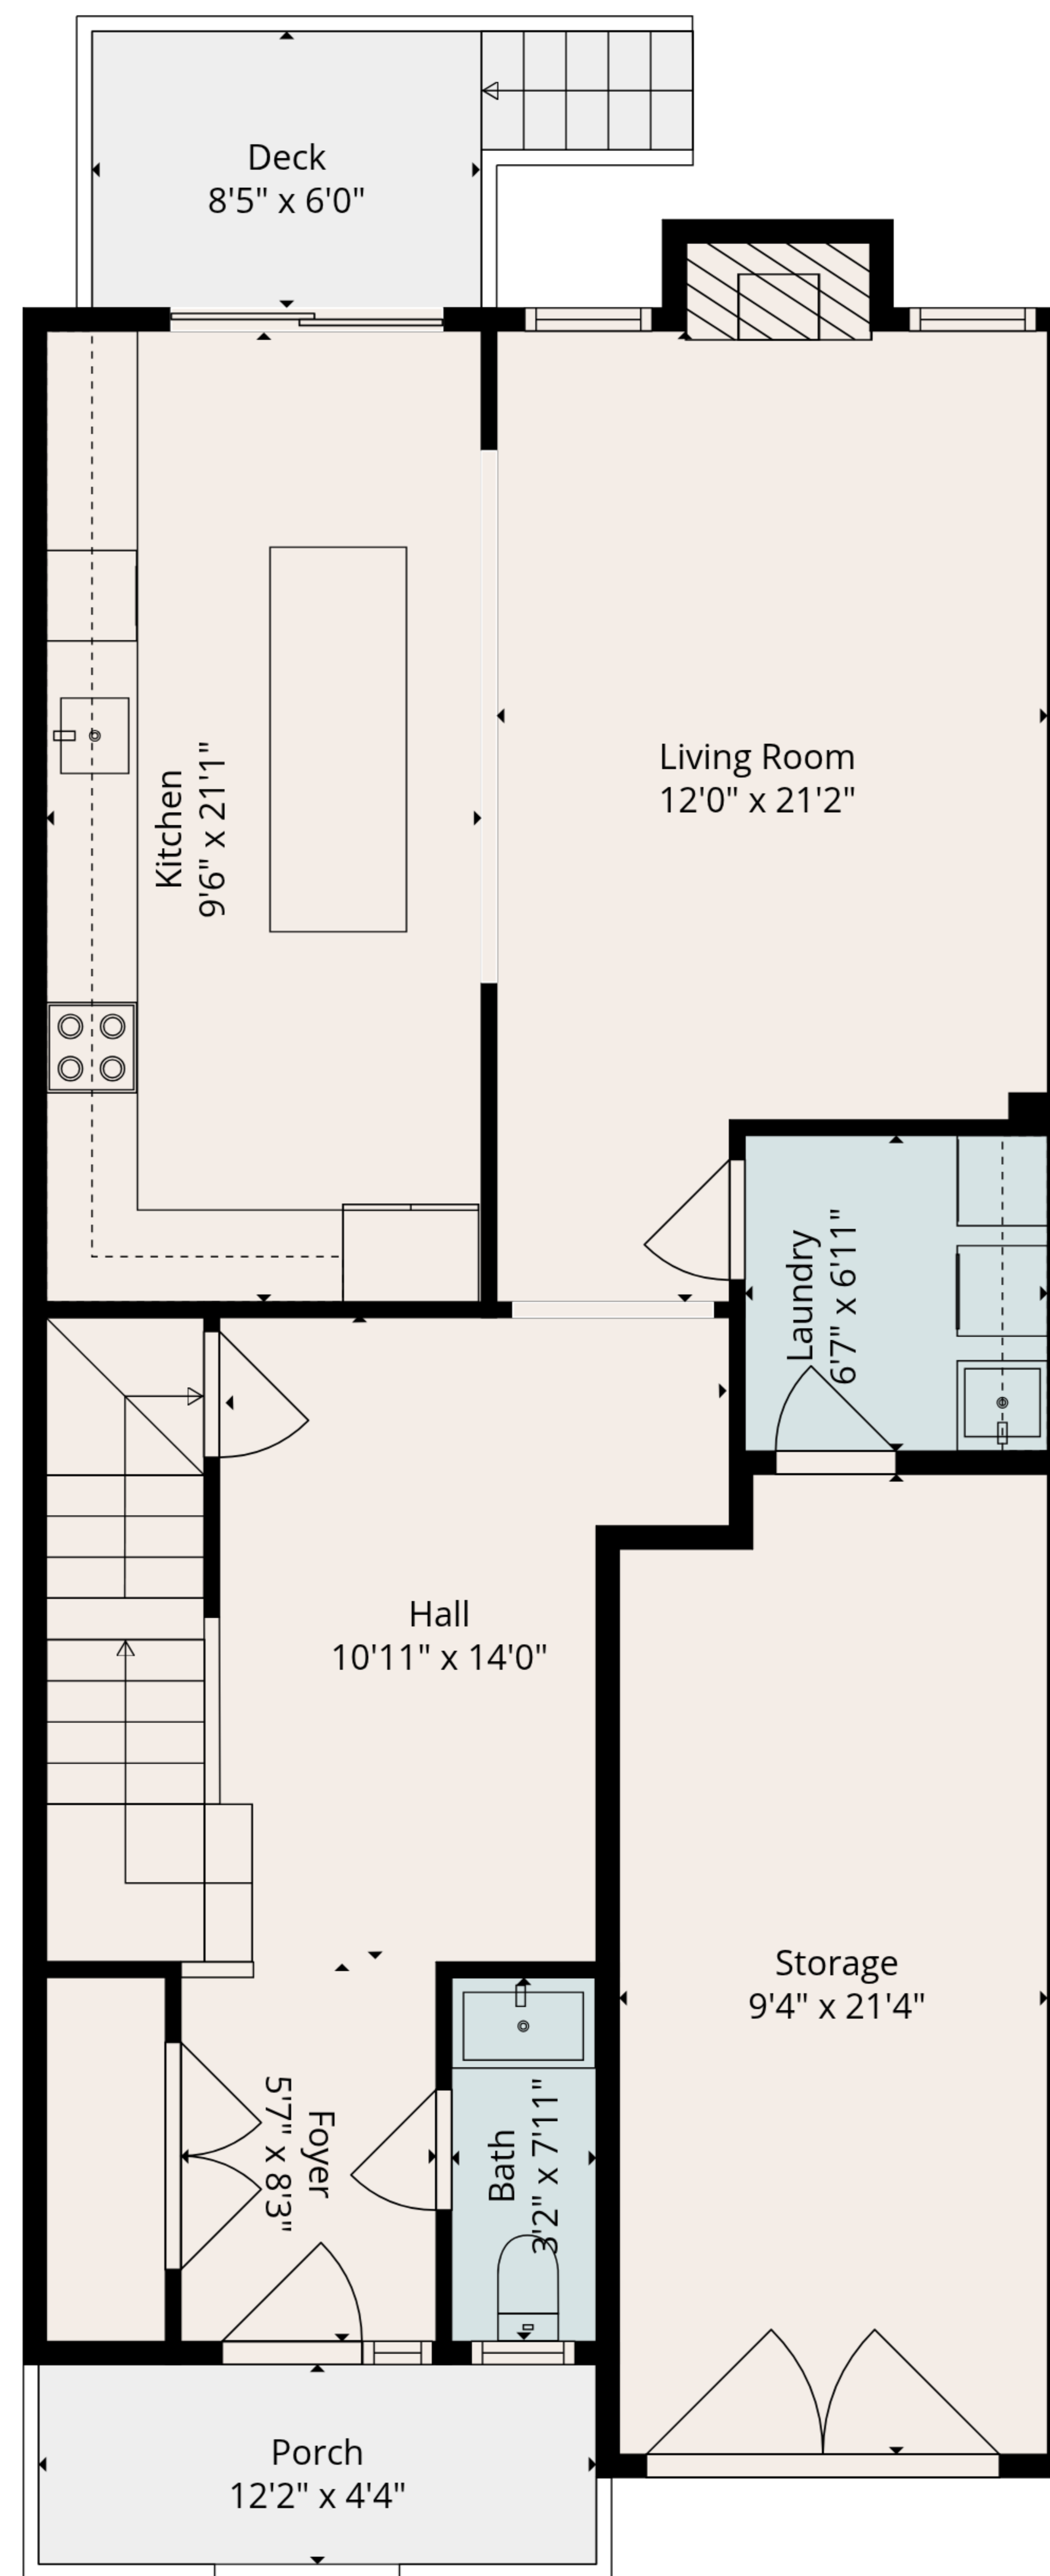 Deck
8'5" x 6'0"
Living Room
12'0" x 21'2"
Kitchen
9'6" x 21'1"
Laundry
6'7" x 6'11"
Hall
10'11" x 14'0"
Storage
9'4" x 21'4"
Foyer
5'7" x 8'3"
Bath
3'2" x 7'11"
Porch
12'2" x 4'4"